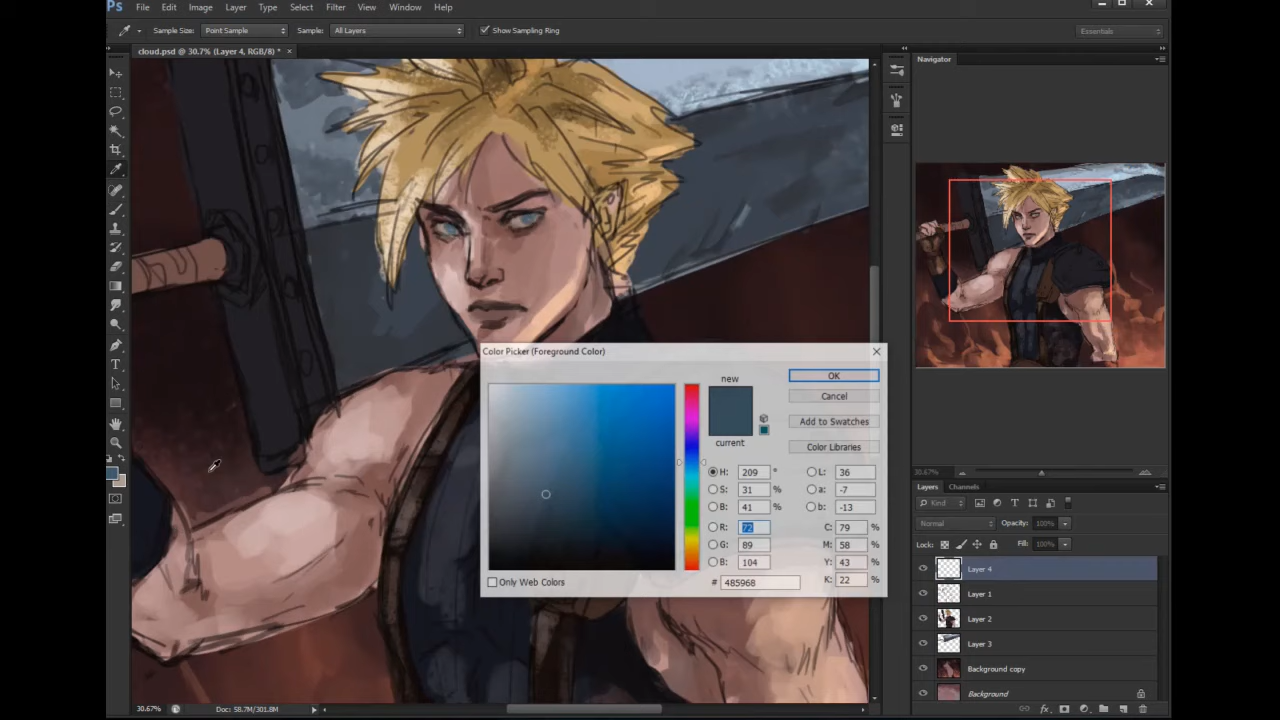 Ps File Edit Image Layer Type Select Filter View Window Help
Sample Size: Point Sample Sample: All Layers Show Sampling Ring Essentials
cloud.psd @ 30.7% (Layer 4, RGB/8) * ×
Navigator
Color Picker (Foreground Color)
new
current
OK
Cancel
Add to Swatches
Color Libraries
H: 209 °
S: 31 %
B: 41 %
R: 72
G: 89
B: 104
L: 36
a: -7
b: -13
C: 79 %
M: 58 %
Y: 43 %
K: 22 %
Only Web Colors
# 485968
30.67%
Layers Channels
Kind
Normal Opacity: 100%
Lock: Fill: 100%
Layer 4
Layer 1
Layer 2
Layer 3
Background copy
Background
30.67% Doc: 58.7M/301.8M